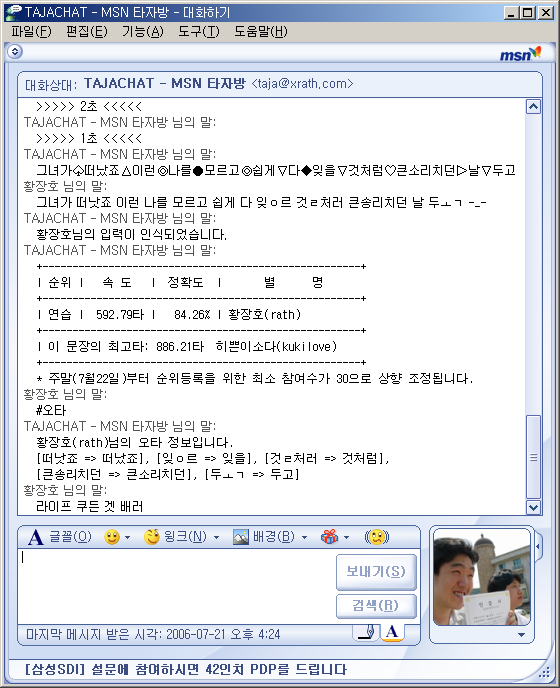 TAJACHAT - MSN 타자방 - 대화하기
파일(F) 편집(E) 기능(A) 도구(T) 도움말(H)
msn
대화상대: TAJACHAT - MSN 타자방 <taja@xrath.com>
>>>>> 2초 <<<<<
TAJACHAT - MSN 타자방 님의 말:
>>>>> 1초 <<<<<
TAJACHAT - MSN 타자방 님의 말:
그녀가♤떠났죠△이런◎나를●모르고◎쉽게▽다◆잊을▽것처럼♡큰소리치던▷날▽두고
황장호 님의 말:
그녀가 떠났죠 이런 나를 모르고 쉽게 다 잊ㅇ르 것ㄹ처러 큰송리치던 날 두ㅗㄱ -_-
TAJACHAT - MSN 타자방 님의 말:
황장호님의 입력이 인식되었습니다.
TAJACHAT - MSN 타자방 님의 말:
+-----------------------------------------------------+
| 순위 | 속 도 | 정확도 | 별 명
+-----------------------------------------------------+
| 연습 | 592.79타 | 84.26% | 황장호(rath)
+-----------------------------------------------------+
| 이 문장의 최고타: 886.21타 히쁜이소다(kukilove)
+-----------------------------------------------------+
* 주말(7월22일)부터 순위등록을 위한 최소 참여수가 30으로 상향 조정됩니다.
황장호 님의 말:
#오타
TAJACHAT - MSN 타자방 님의 말:
황장호(rath)님의 오타 정보입니다.
[떠났죠 => 떠났죠], [잊ㅇ르 => 잊을], [것ㄹ처러 => 것처럼],
[큰송리치던 => 큰소리치던], [두ㅗㄱ => 두고]
황장호 님의 말:
라이프 쿠든 겟 배러
A 글꼴(O) 윙크(N) 배경(B)
보내기(S)
검색(R)
마지막 메시지 받은 시각: 2006-07-21 오후 4:24
A
[삼성SDI] 설문에 참여하시면 42인치 PDP를 드립니다